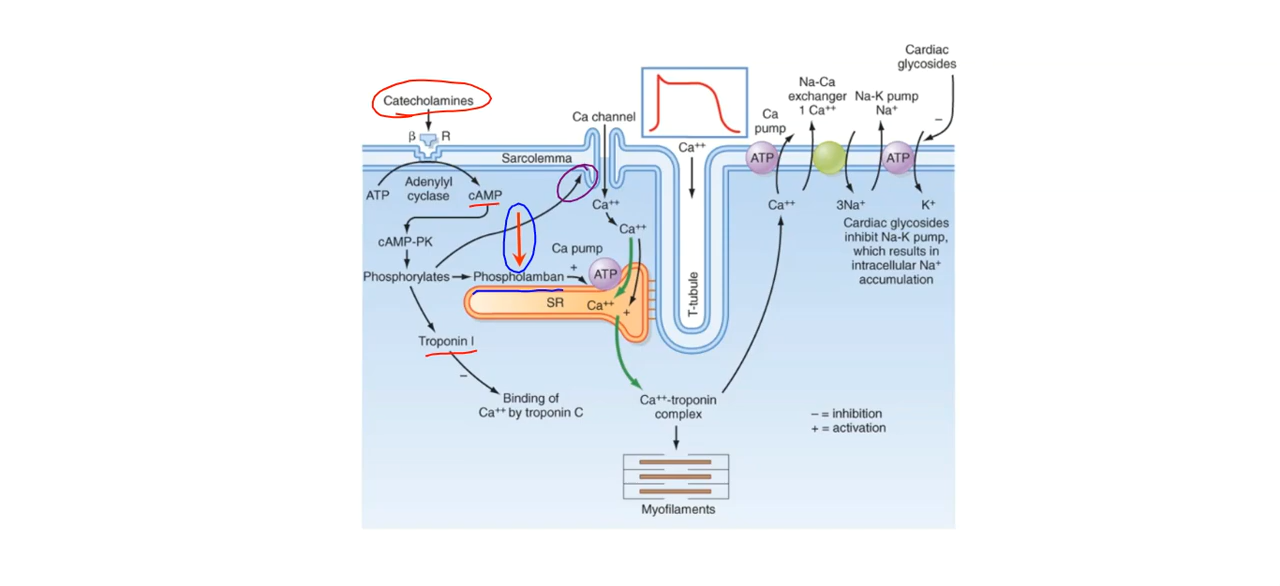 Cardiac
glycosides
Catecholamines
Na-Ca
exchanger
1 Ca++
Na-K pump
Na+
–
Ca
pump
Ca channel
β R
Sarcolemma
Ca++
ATP
ATP
ATP
Adenylyl
cyclase
cAMP
Ca++
Ca++
3Na+
K+
Cardiac glycosides
inhibit Na-K pump,
which results in
intracellular Na+
accumulation
Ca++
cAMP-PK
Ca pump
Phosphorylates
Phospholamban
+
ATP
SR
Ca++
+
T-tubule
Troponin I
–
Binding of
Ca++ by troponin C
Ca++-troponin
complex
– = inhibition
+ = activation
Myofilaments